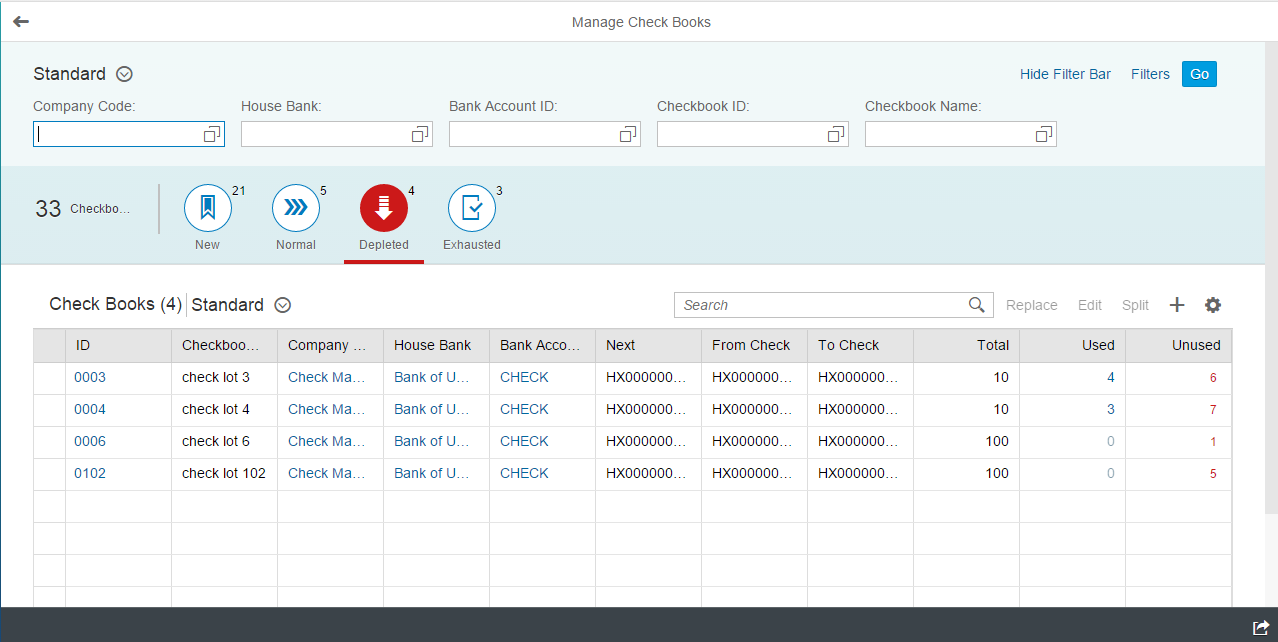 Manage Check Books
Standard
Hide Filter Bar Filters Go
Company Code: House Bank: Bank Account ID: Checkbook ID: Checkbook Name:
33 Checkbo...
21 5 4 3
New Normal Depleted Exhausted
Check Books (4) Standard
Search Replace Edit Split
ID Checkboo... Company ... House Bank Bank Acco... Next From Check To Check Total Used Unused
0003 check lot 3 Check Ma... Bank of U... CHECK HX000000... HX000000... HX000000... 10 4 6
0004 check lot 4 Check Ma... Bank of U... CHECK HX000000... HX000000... HX000000... 10 3 7
0006 check lot 6 Check Ma... Bank of U... CHECK HX000000... HX000000... HX000000... 100 0 1
0102 check lot 102 Check Ma... Bank of U... CHECK HX000000... HX000000... HX000000... 100 0 5